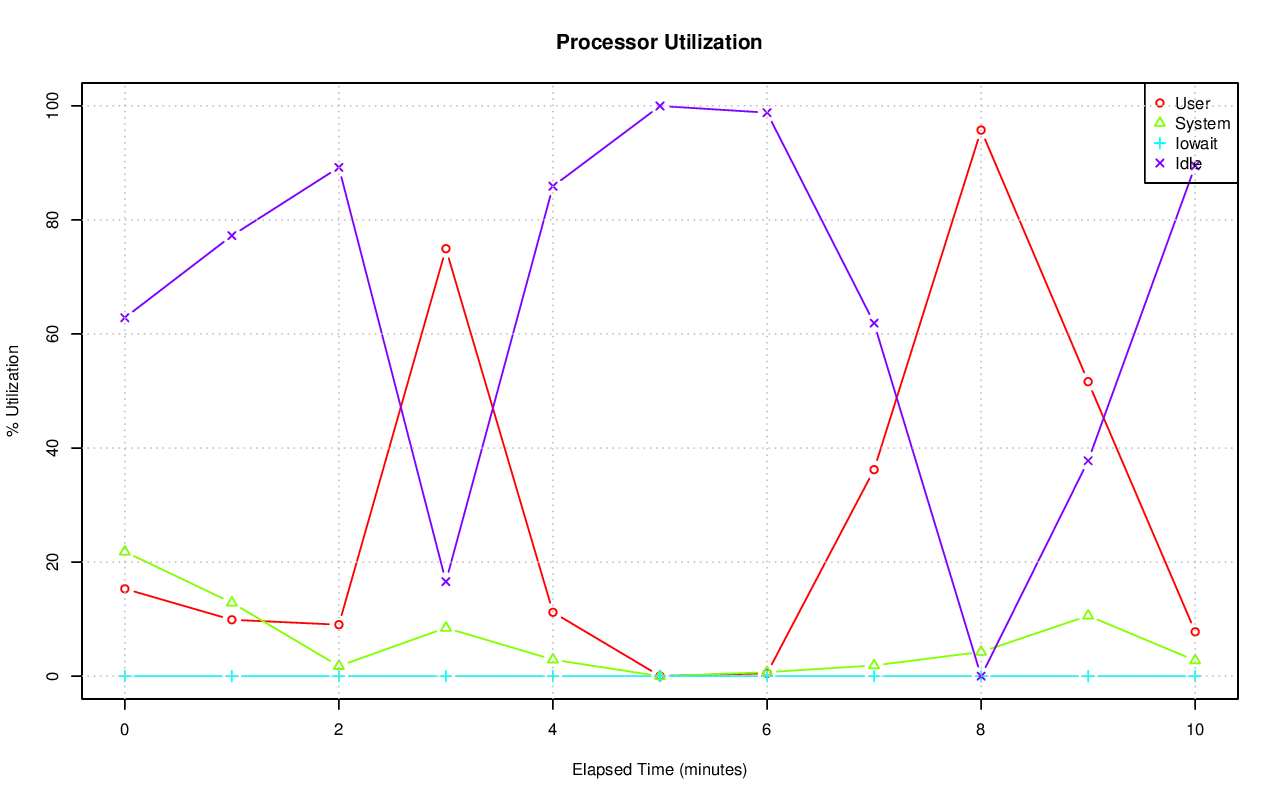 Processor Utilization
% Utilization
100
80
60
40
20
0
User
System
Iowait
Idle
0 2 4 6 8 10
Elapsed Time (minutes)